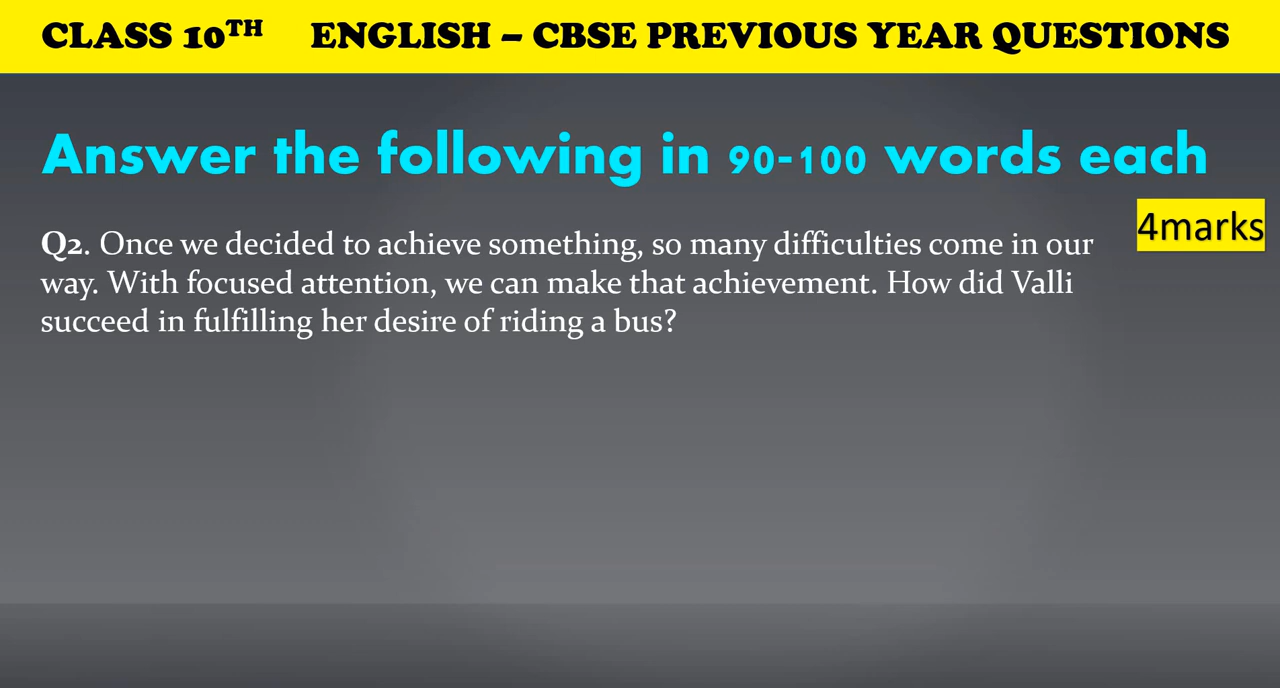 CLASS 10TH ENGLISH – CBSE PREVIOUS YEAR QUESTIONS
Answer the following in 90-100 words each
4marks
Q2. Once we decided to achieve something, so many difficulties come in our
way. With focused attention, we can make that achievement. How did Valli
succeed in fulfilling her desire of riding a bus?